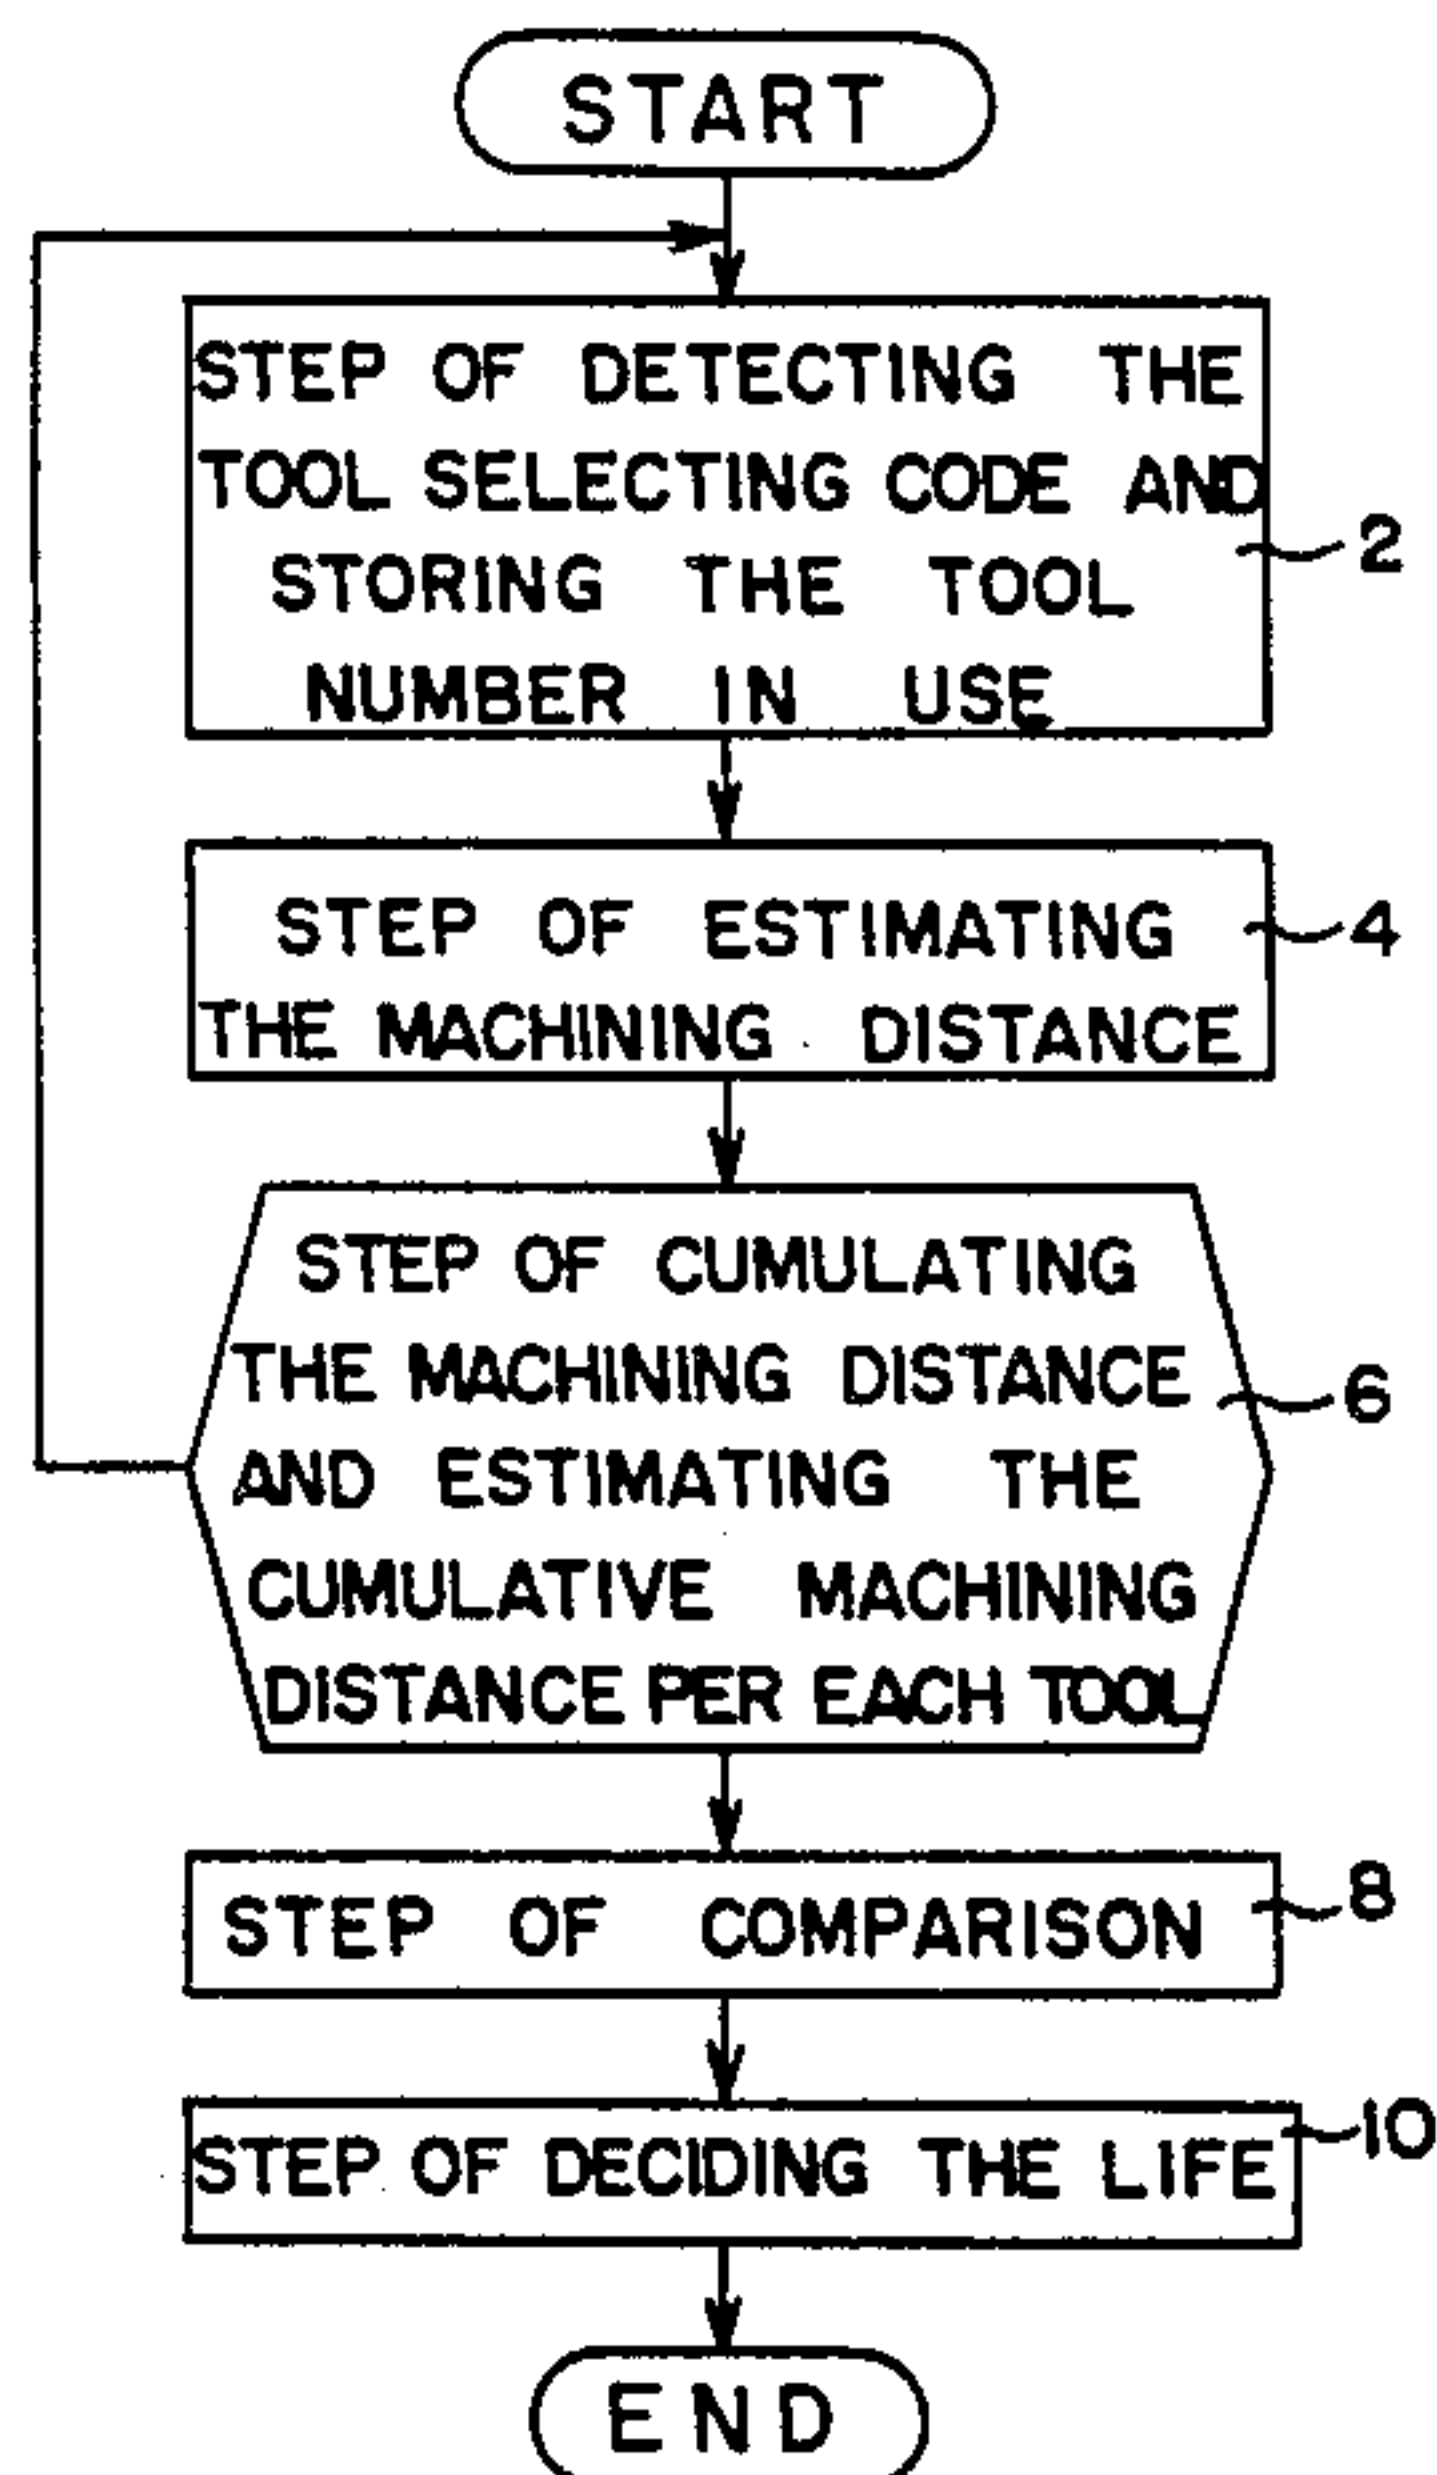 START
STEP OF DETECTING THE
TOOL SELECTING CODE AND
STORING THE TOOL
NUMBER IN USE
2
STEP OF ESTIMATING
4
THE MACHINING DISTANCE
STEP OF CUMULATING
THE MACHINING DISTANCE
6
AND ESTIMATING THE
CUMULATIVE MACHINING
DISTANCE PER EACH TOOL
STEP OF COMPARISON
8
STEP OF DECIDING THE LIFE
10
END